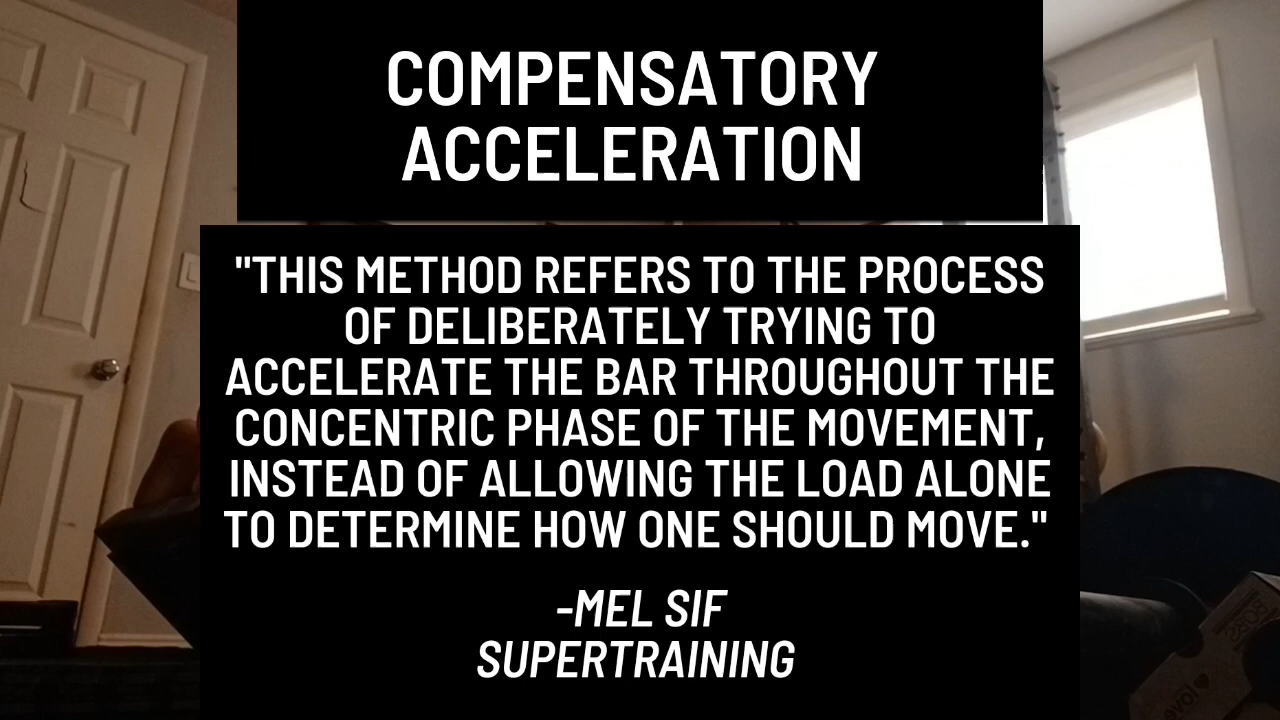 COMPENSATORY
ACCELERATION
"THIS METHOD REFERS TO THE PROCESS
OF DELIBERATELY TRYING TO
ACCELERATE THE BAR THROUGHOUT THE
CONCENTRIC PHASE OF THE MOVEMENT,
INSTEAD OF ALLOWING THE LOAD ALONE
TO DETERMINE HOW ONE SHOULD MOVE."
-MEL SIF
SUPERTRAINING